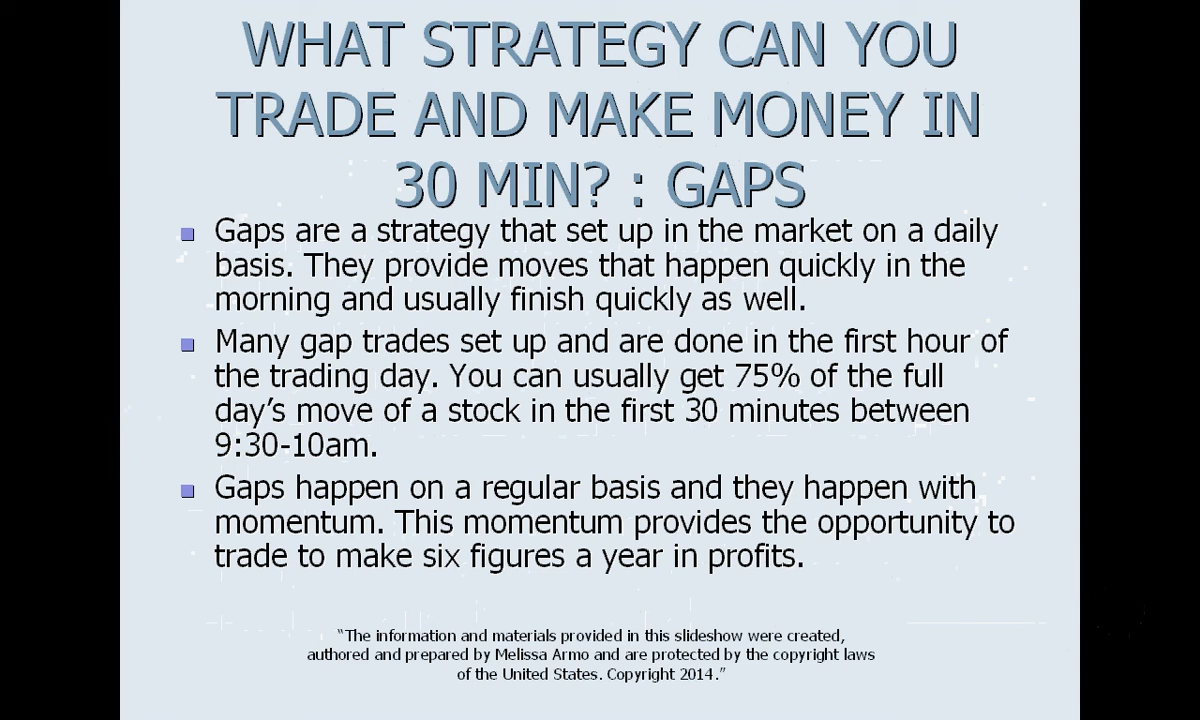 WHAT STRATEGY CAN YOU
TRADE AND MAKE MONEY IN
30 MIN? : GAPS
Gaps are a strategy that set up in the market on a daily
basis. They provide moves that happen quickly in the
morning and usually finish quickly as well.
Many gap trades set up and are done in the first hour of
the trading day. You can usually get 75% of the full
day's move of a stock in the first 30 minutes between
9:30-10am.
Gaps happen on a regular basis and they happen with
momentum. This momentum provides the opportunity to
trade to make six figures a year in profits.
"The information and materials provided in this slideshow were created,
authored and prepared by Melissa Armo and are protected by the copyright laws
of the United States. Copyright 2014."